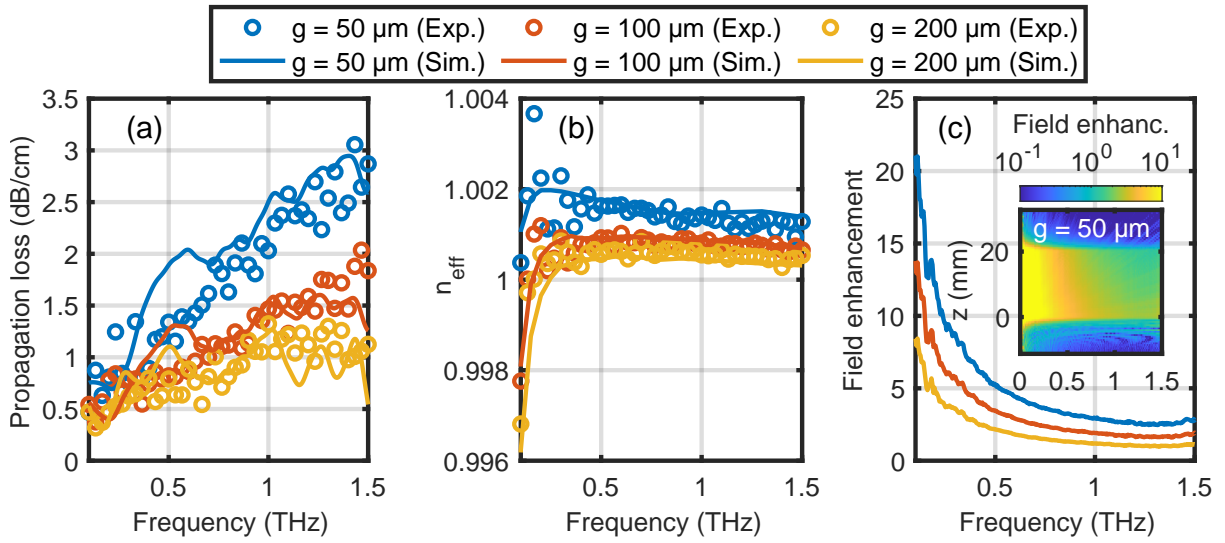 g = 50 μm (Exp.) g = 100 μm (Exp.) g = 200 μm (Exp.)
g = 50 μm (Sim.) g = 100 μm (Sim.) g = 200 μm (Sim.)
(a)
Propagation loss (dB/cm)
3.5
3
2.5
2
1.5
1
0.5
0
0.5 1 1.5
Frequency (THz)
(b)
n_eff
1.004
1.002
1
0.998
0.996
0.5 1 1.5
Frequency (THz)
(c)
Field enhancement
25
20
15
10
5
0
0.5 1 1.5
Frequency (THz)
Field enhanc.
10^-1 10^0 10^1
g = 50 μm
z (mm)
20
0
0 0.5 1 1.5